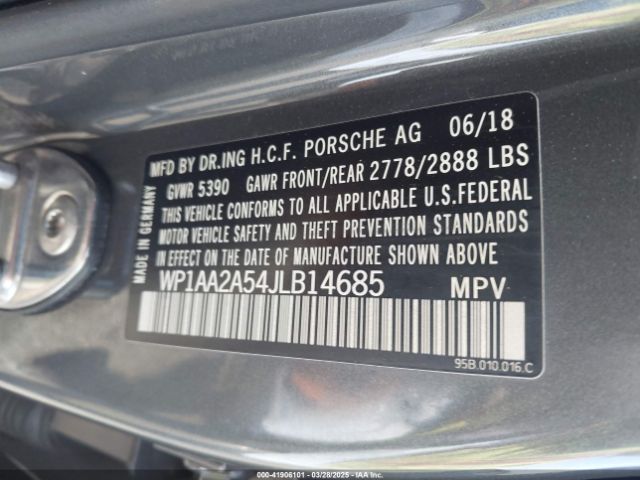 MFD BY DR.ING H.C.F. PORSCHE AG 06/18
GVWR 5390 GAWR FRONT/REAR 2778/2888 LBS
THIS VEHICLE CONFORMS TO ALL APPLICABLE U.S.FEDERAL
MOTOR VEHICLE SAFETY AND THEFT PREVENTION STANDARDS
IN EFFECT ON THE DATE OF MANUFACTURE SHOWN ABOVE
MADE IN GERMANY
WP1AA2A54JLB14685 MPV
95B.010.016.C
000-41906101 - 03/28/2025 - IAAI